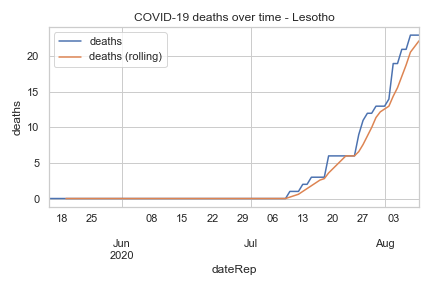 COVID-19 deaths over time - Lesotho
deaths
deaths (rolling)
deaths
20
15
10
5
0
18 25 08 15 22 29 06 13 20 27 03
Jun Jul Aug
2020
dateRep